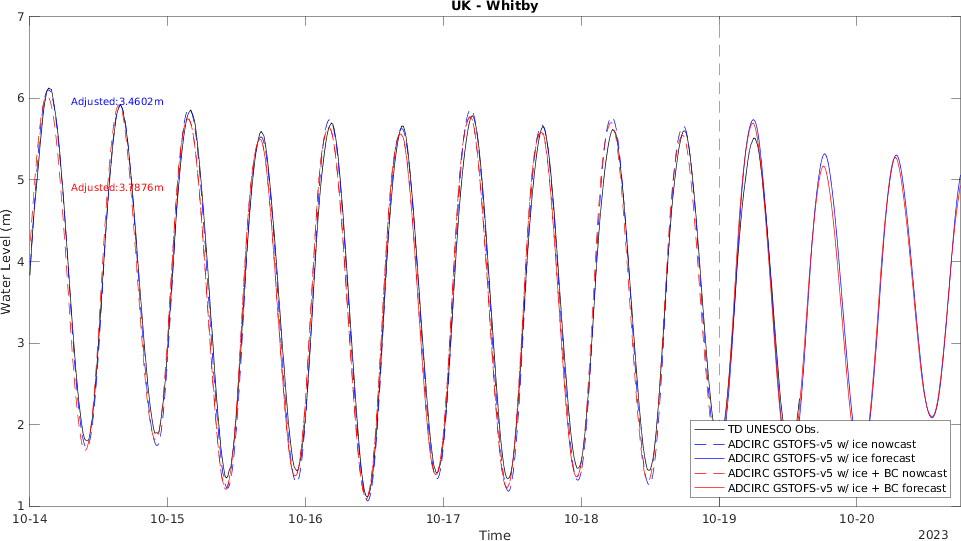 UK - Whitby
7
6
5
4
3
2
1
Water Level (m)
Adjusted:3.4602m
Adjusted:3.7876m
TD UNESCO Obs.
ADCIRC GSTOFS-v5 w/ ice nowcast
ADCIRC GSTOFS-v5 w/ ice forecast
ADCIRC GSTOFS-v5 w/ ice + BC nowcast
ADCIRC GSTOFS-v5 w/ ice + BC forecast
10-14 10-15 10-16 10-17 10-18 10-19 10-20
Time
2023